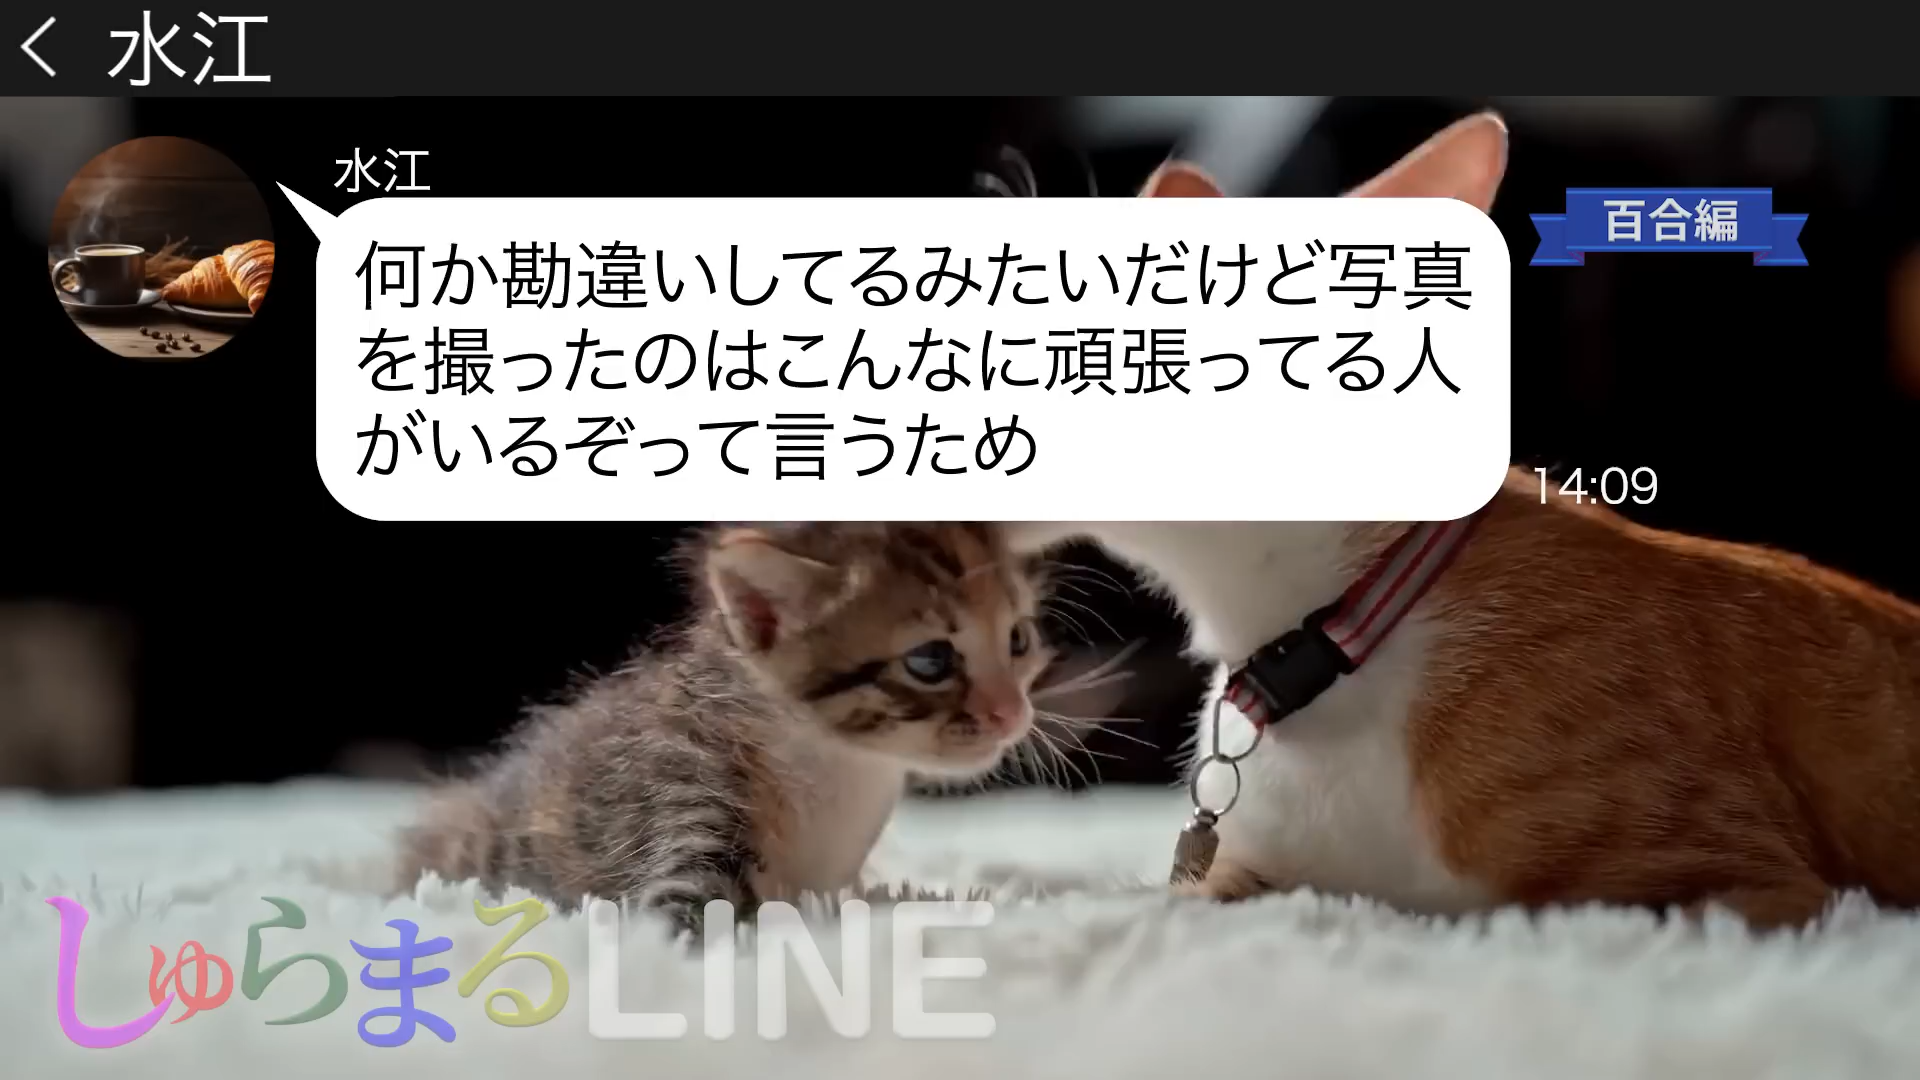 水江
水江
百合編
何か勘違いしてるみたいだけど写真
を撮ったのはこんなに頑張ってる人
がいるぞって言うため
14:09
しゅらまるLINE